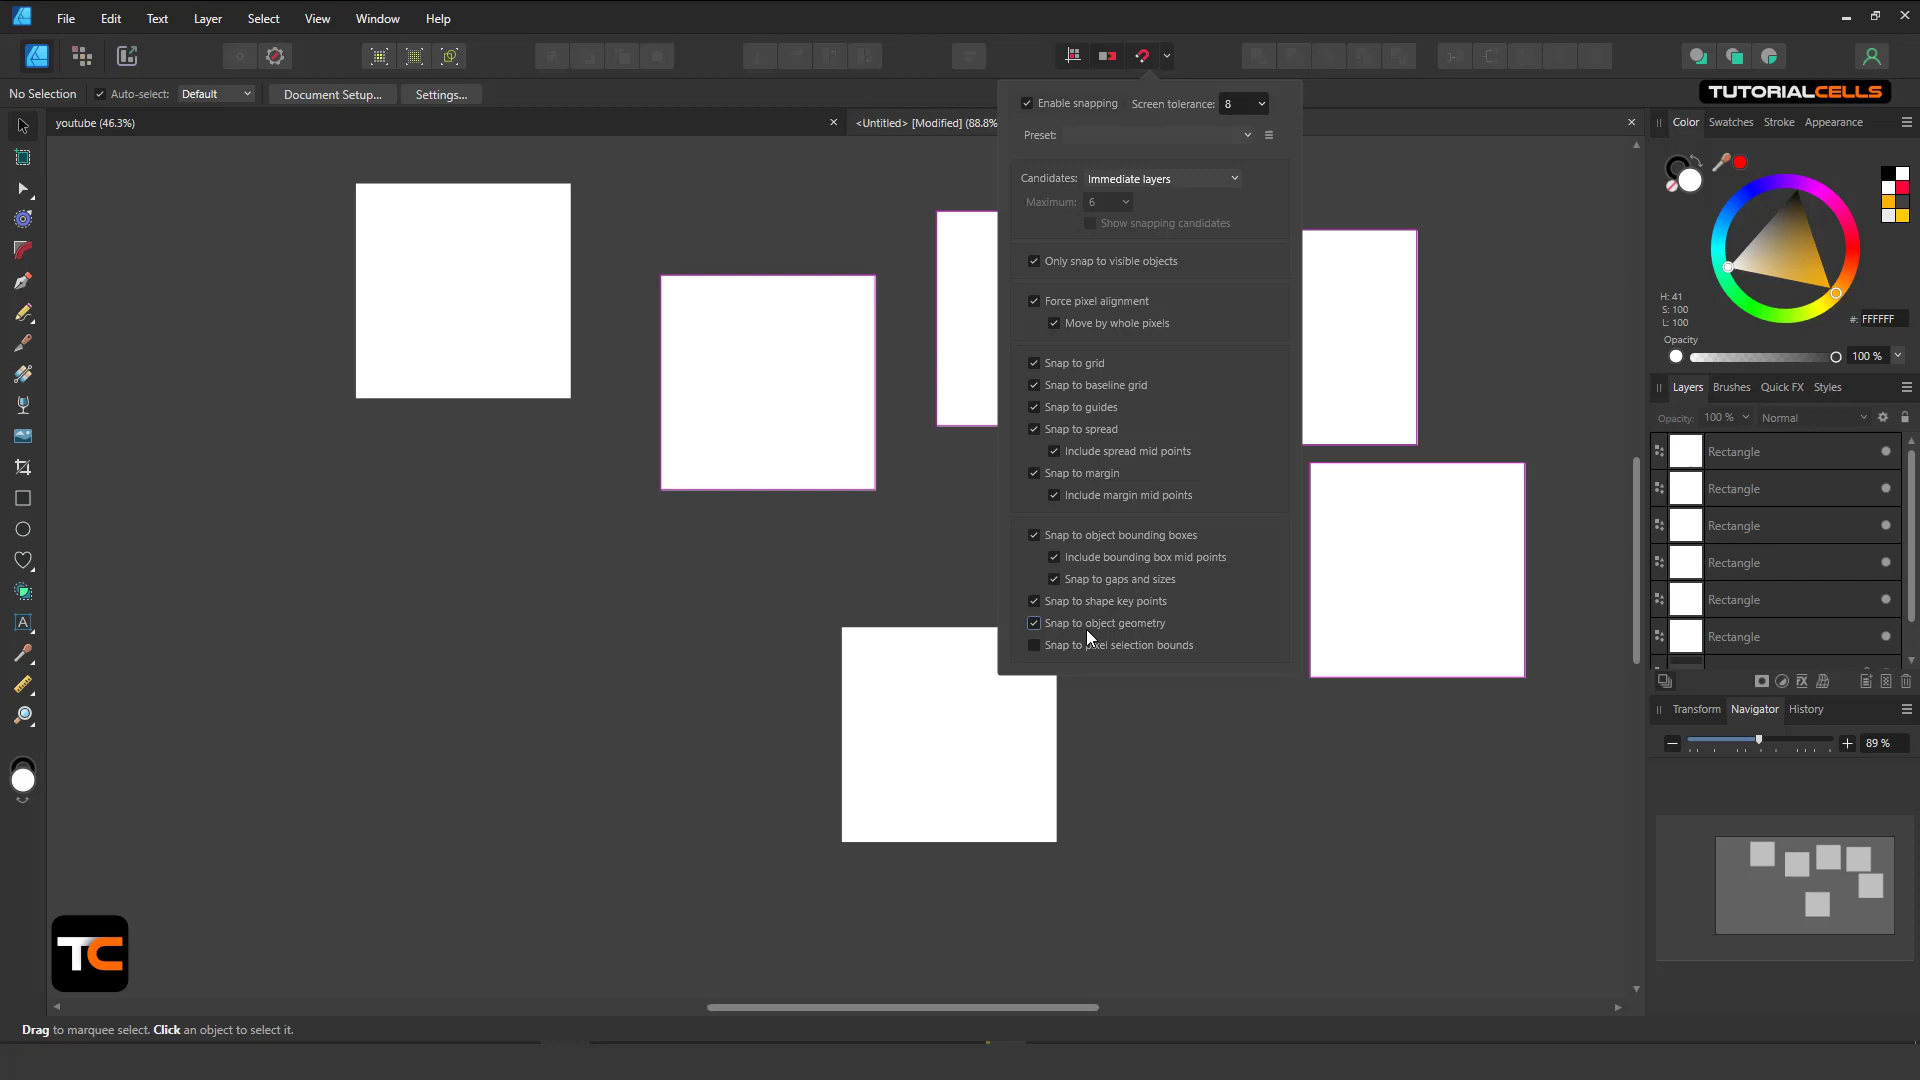 File Edit Text Layer Select View Window Help
No Selection Auto-select: Default Document Setup... Settings...
TUTORIALCELLS
youtube (46.3%)
<Untitled> [Modified] (88.8%
Enable snapping Screen tolerance: 8
Preset:
Candidates: Immediate layers
Maximum: 6
Show snapping candidates
Only snap to visible objects
Force pixel alignment
Move by whole pixels
Snap to grid
Snap to baseline grid
Snap to guides
Snap to spread
Include spread mid points
Snap to margin
Include margin mid points
Snap to object bounding boxes
Include bounding box mid points
Snap to gaps and sizes
Snap to shape key points
Snap to object geometry
Snap to pixel selection bounds
Color Swatches Stroke Appearance
H: 41
S: 100
L: 100
#: FFFFFF
Opacity
100 %
Layers Brushes Quick FX Styles
Opacity: 100 % Normal
Rectangle
Rectangle
Rectangle
Rectangle
Rectangle
Rectangle
Transform Navigator History
89 %
TC
Drag to marquee select. Click an object to select it.